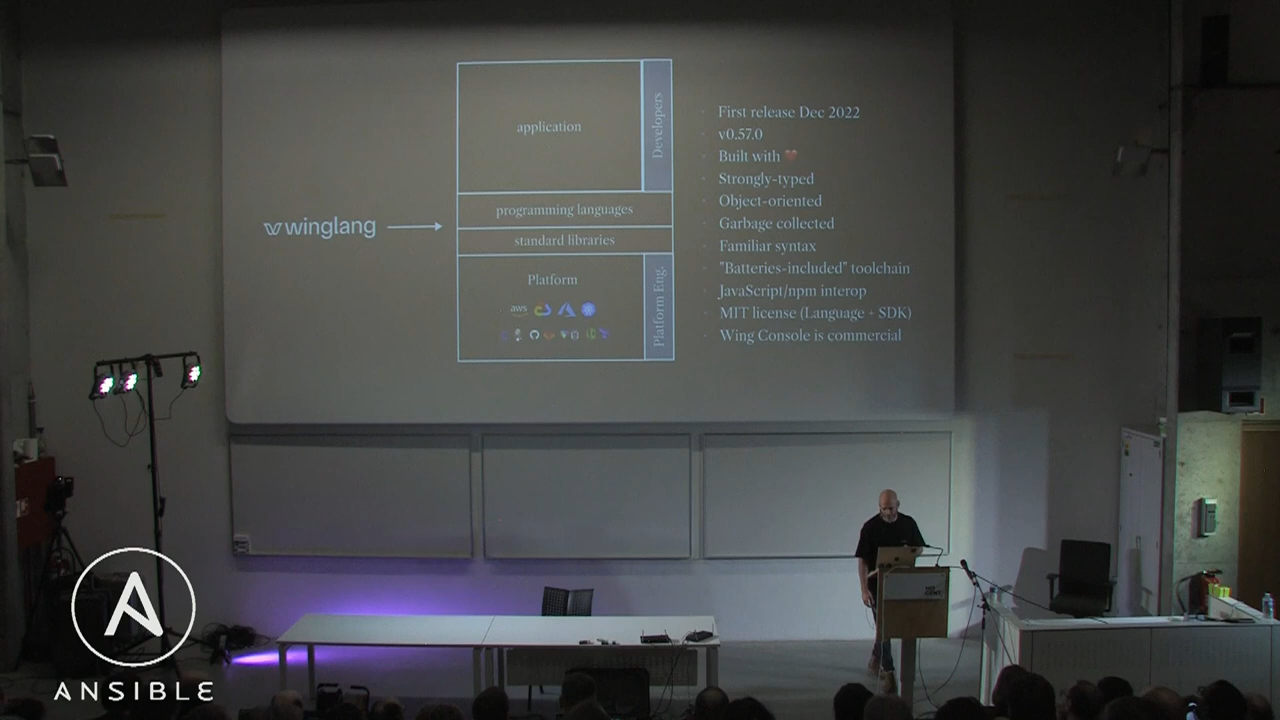 winglang
application
Developers
programming languages
standard libraries
Platform
aws
Platform Eng.
First release Dec 2022
v0.57.0
Built with
Strongly-typed
Object-oriented
Garbage collected
Familiar syntax
"Batteries-included" toolchain
JavaScript/npm interop
MIT license (Language + SDK)
Wing Console is commercial
ANSIBLE